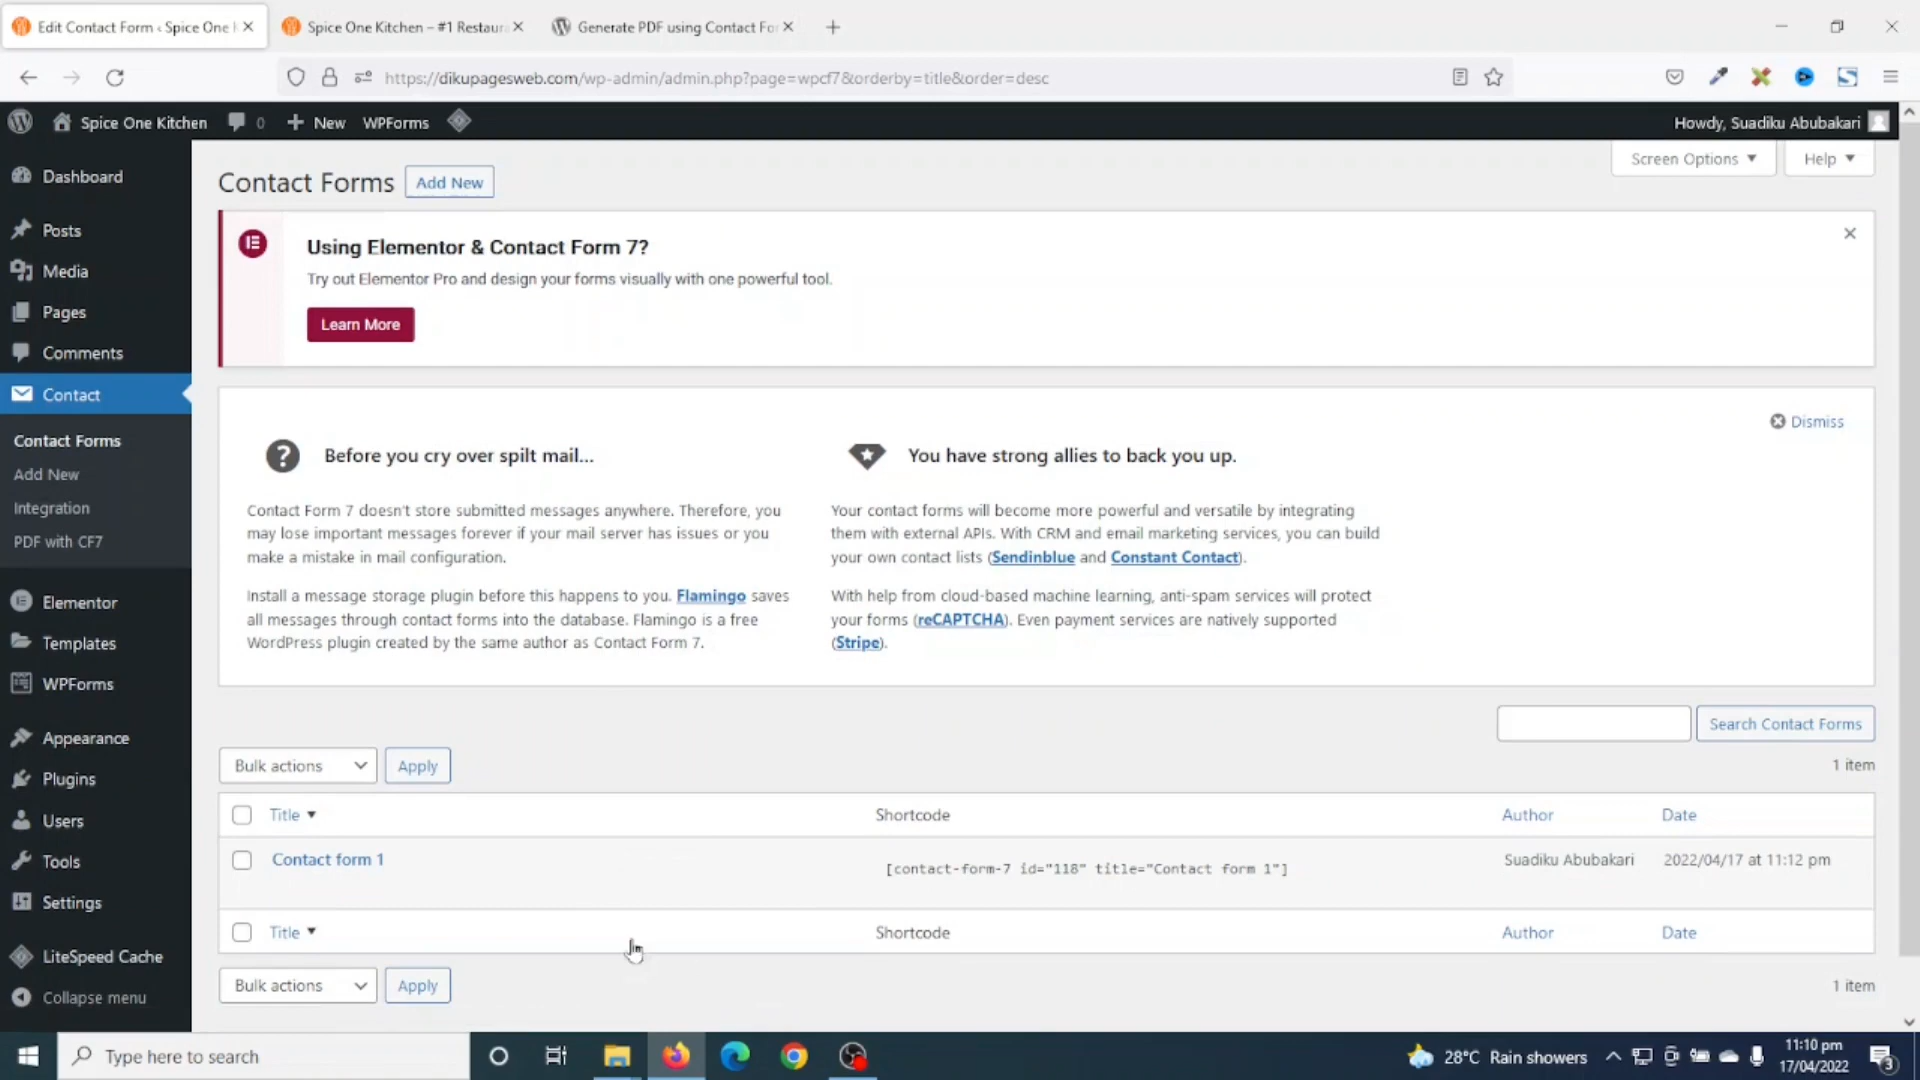 Edit Contact Form ‹ Spice One K
Spice One Kitchen – #1 Restaura
Generate PDF using Contact For
https://dikupagesweb.com/wp-admin/admin.php?page=wpcf7&orderby=title&order=desc
Spice One Kitchen
0
New
WPForms
Howdy, Suadiku Abubakari
Dashboard
Posts
Media
Pages
Comments
Contact
Contact Forms
Add New
Integration
PDF with CF7
Elementor
Templates
WPForms
Appearance
Plugins
Users
Tools
Settings
LiteSpeed Cache
Collapse menu
Screen Options
Help
Contact Forms
Add New
Using Elementor & Contact Form 7?
Try out Elementor Pro and design your forms visually with one powerful tool.
Learn More
Dismiss
Before you cry over spilt mail...
Contact Form 7 doesn't store submitted messages anywhere. Therefore, you
may lose important messages forever if your mail server has issues or you
make a mistake in mail configuration.
Install a message storage plugin before this happens to you. Flamingo saves
all messages through contact forms into the database. Flamingo is a free
WordPress plugin created by the same author as Contact Form 7.
You have strong allies to back you up.
Your contact forms will become more powerful and versatile by integrating
them with external APIs. With CRM and email marketing services, you can build
your own contact lists (Sendinblue and Constant Contact).
With help from cloud-based machine learning, anti-spam services will protect
your forms (reCAPTCHA). Even payment services are natively supported
(Stripe).
Search Contact Forms
Bulk actions
Apply
1 item
Title
Shortcode
Author
Date
Contact form 1
[contact-form-7 id="118" title="Contact form 1"]
Suadiku Abubakari
2022/04/17 at 11:12 pm
Title
Shortcode
Author
Date
Bulk actions
Apply
1 item
Type here to search
28°C Rain showers
11:10 pm
17/04/2022
3